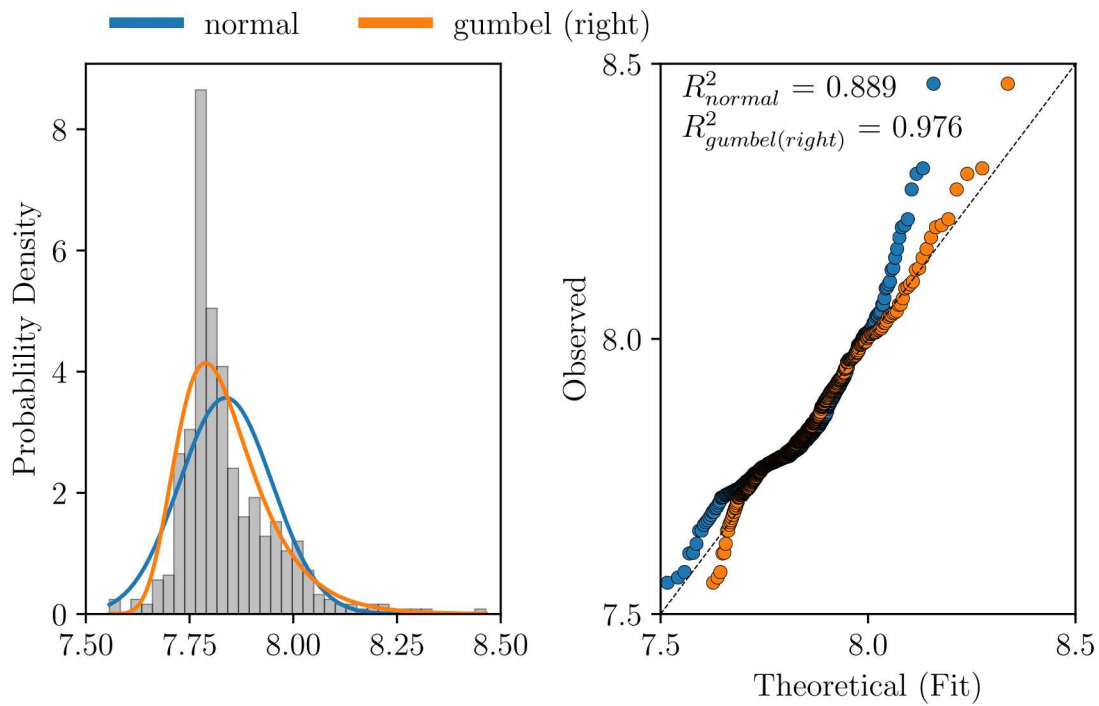 normal gumbel (right)
Probablility Density
8
6
4
2
0
7.50 7.75 8.00 8.25 8.50
Observed
8.5
8.0
7.5
R²normal = 0.889
R²gumbel(right) = 0.976
7.5 8.0 8.5
Theoretical (Fit)